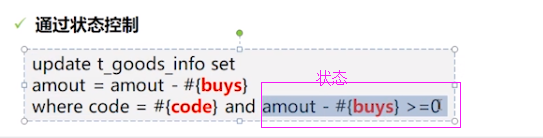 通过状态控制
状态
update t_goods_info set
amout = amout - #{buys}
where code = #{code} and amout - #{buys} >=0